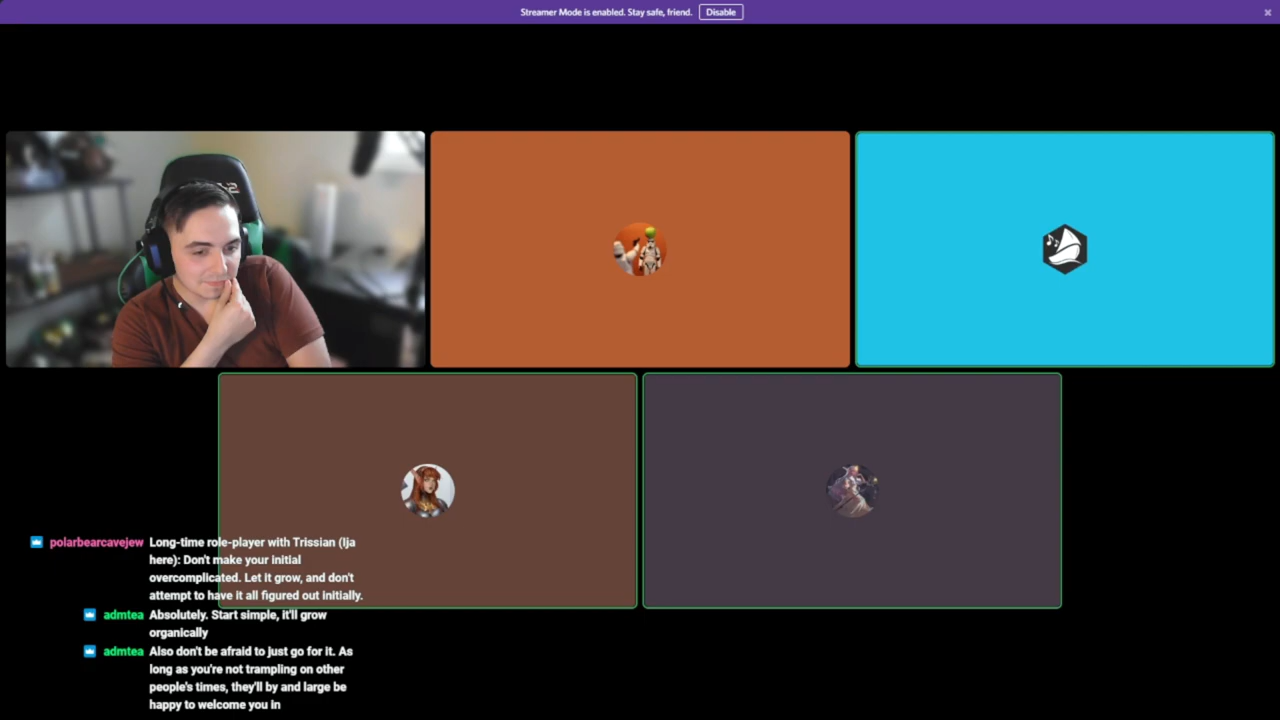 Streamer Mode is enabled. Stay safe, friend. Disable
polarbearcavejew Long-time role-player with Trissian (Ija
here): Don't make your initial
overcomplicated. Let it grow, and don't
attempt to have it all figured out initially.
admtea Absolutely. Start simple, it'll grow
organically
admtea Also don't be afraid to just go for it. As
long as you're not trampling on other
people's times, they'll by and large be
happy to welcome you in